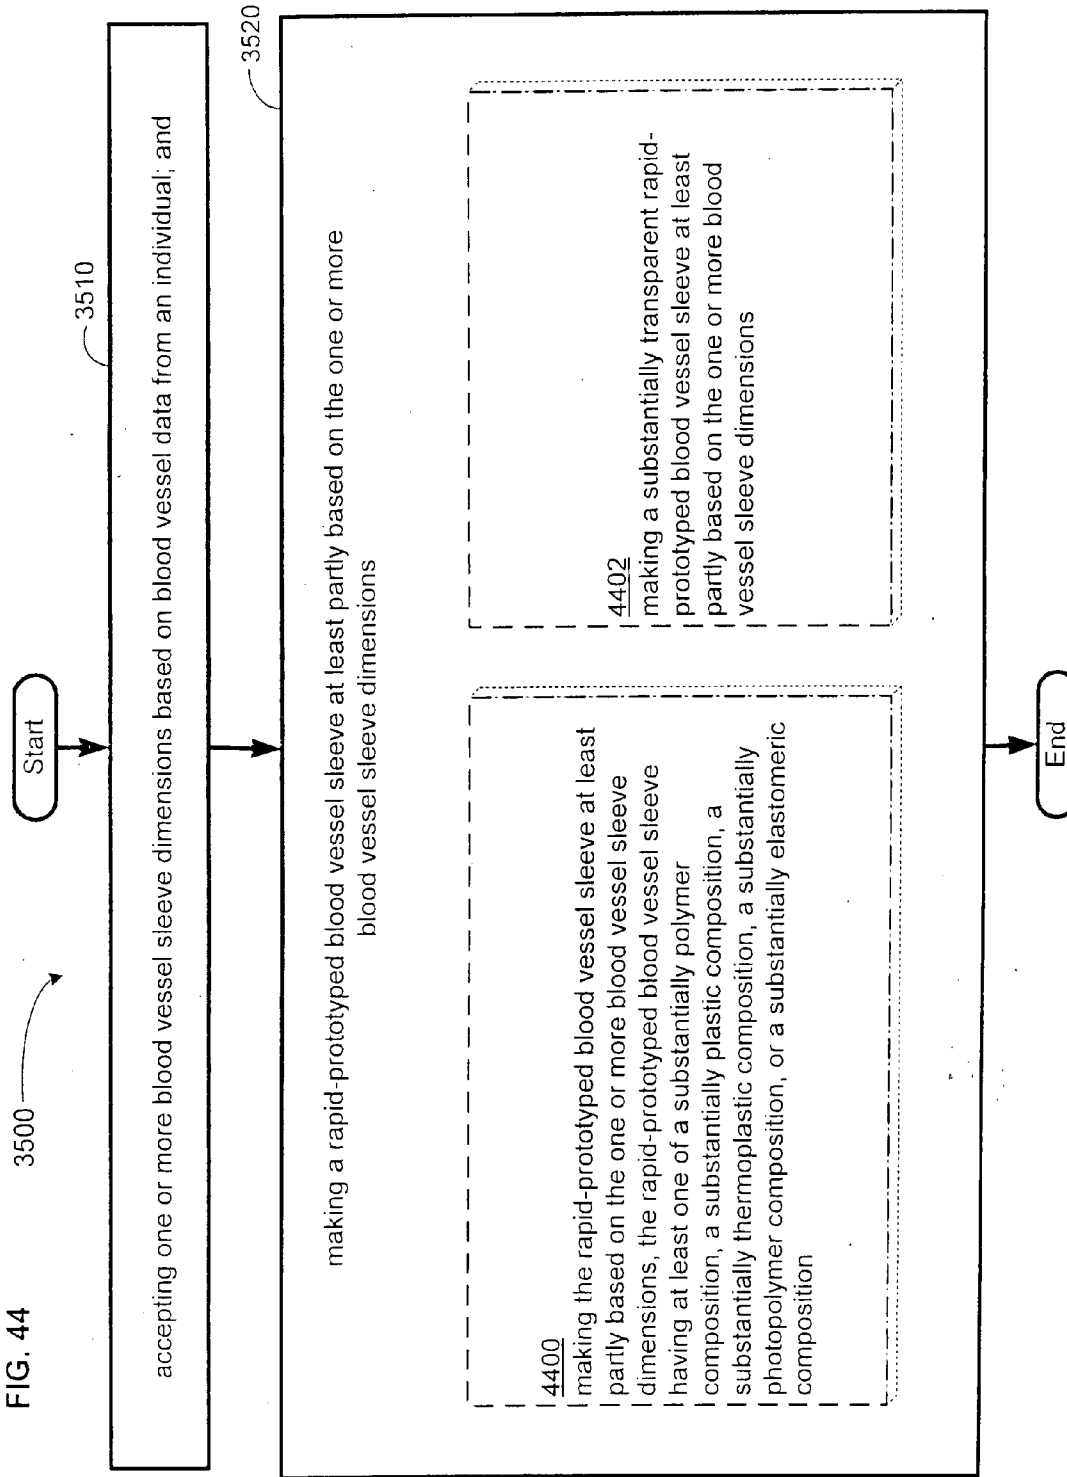 FIG. 44
3500
Start
3510
accepting one or more blood vessel sleeve dimensions based on blood vessel data from an individual; and
3520
making a rapid-prototyped blood vessel sleeve at least partly based on the one or more
blood vessel sleeve dimensions
4400
making the rapid-prototyped blood vessel sleeve at least
partly based on the one or more blood vessel sleeve
dimensions, the rapid-prototyped blood vessel sleeve
having at least one of a substantially polymer
composition, a substantially plastic composition, a
substantially thermoplastic composition, a substantially
photopolymer composition, or a substantially elastomeric
composition
4402
making a substantially transparent rapid-
prototyped blood vessel sleeve at least
partly based on the one or more blood
vessel sleeve dimensions
End